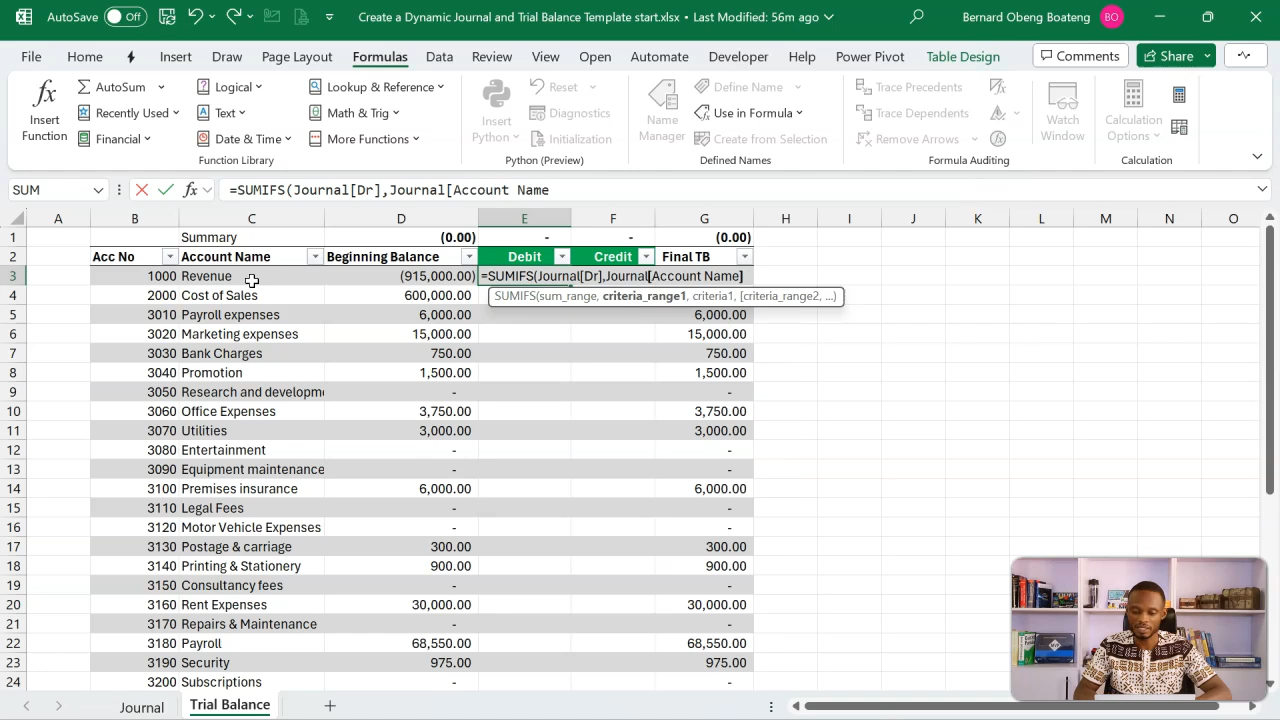 AutoSave Off Create a Dynamic Journal and Trial Balance Template start.xlsx • Last Modified: 56m ago Bernard Obeng Boateng BO
File Home Insert Draw Page Layout Formulas Data Review View Open Automate Developer Help Power Pivot Table Design Comments Share
AutoSum Logical Lookup & Reference Reset Define Name Trace Precedents
Recently Used Text Math & Trig Diagnostics Use in Formula Trace Dependents
Financial Date & Time More Functions Initialization Create from Selection Remove Arrows
fx Insert Function Insert Python Name Manager Watch Window Calculation Options
Function Library Python (Preview) Defined Names Formula Auditing Calculation
SUM fx =SUMIFS(Journal[Dr],Journal[Account Name
A B C D E F G H I J K L M N O
1 Summary (0.00) - - (0.00)
2 Acc No Account Name Beginning Balance Debit Credit Final TB
3 1000 Revenue (915,000.00) =SUMIFS(Journal[Dr],Journal[Account Name]
4 2000 Cost of Sales 600,000.00 SUMIFS(sum_range, criteria_range1, criteria1, [criteria_range2, ...)
5 3010 Payroll expenses 6,000.00 6,000.00
6 3020 Marketing expenses 15,000.00 15,000.00
7 3030 Bank Charges 750.00 750.00
8 3040 Promotion 1,500.00 1,500.00
9 3050 Research and developm - -
10 3060 Office Expenses 3,750.00 3,750.00
11 3070 Utilities 3,000.00 3,000.00
12 3080 Entertainment - -
13 3090 Equipment maintenance - -
14 3100 Premises insurance 6,000.00 6,000.00
15 3110 Legal Fees - -
16 3120 Motor Vehicle Expenses - -
17 3130 Postage & carriage 300.00 300.00
18 3140 Printing & Stationery 900.00 900.00
19 3150 Consultancy fees - -
20 3160 Rent Expenses 30,000.00 30,000.00
21 3170 Repairs & Maintenance - -
22 3180 Payroll 68,550.00 68,550.00
23 3190 Security 975.00 975.00
24 3200 Subscriptions - -
Journal Trial Balance